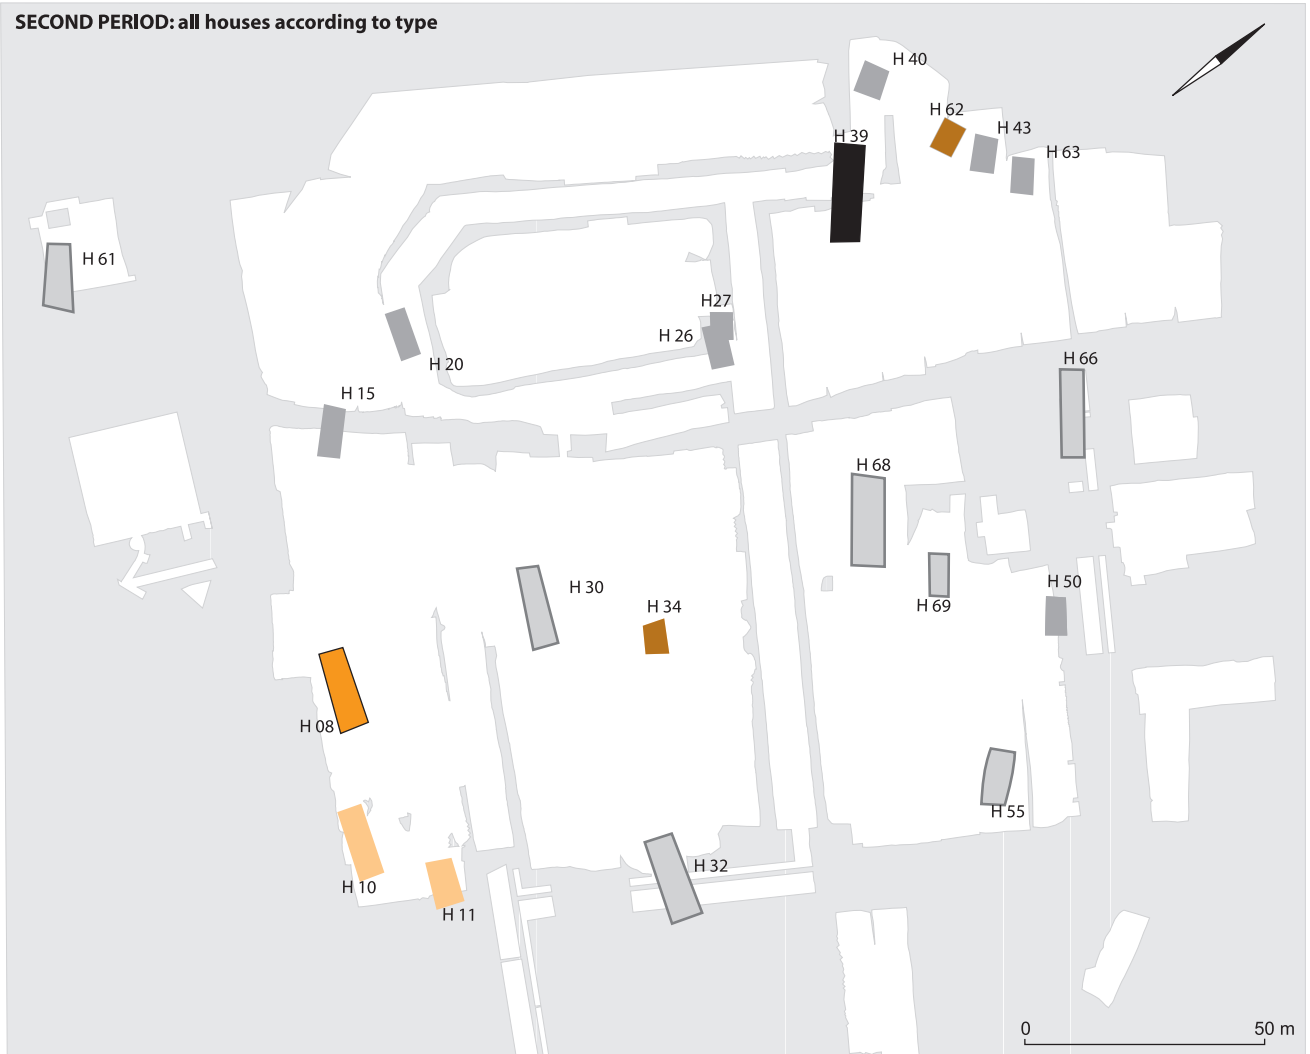 SECOND PERIOD: all houses according to type
H 40
H 62
H 43
H 39
H 63
H 61
H27
H 26
H 20
H 66
H 15
H 68
H 30
H 50
H 34
H 69
H 08
H 55
H 32
H 10
H 11
0
50 m